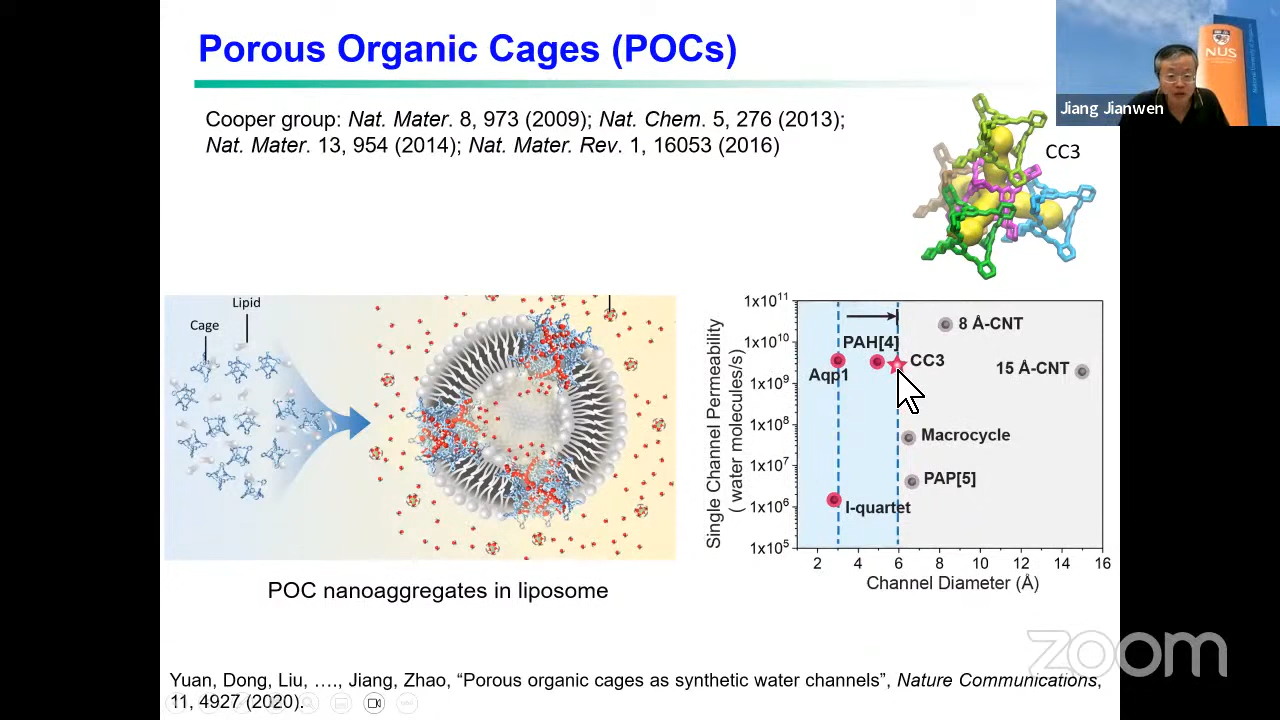 Porous Organic Cages (POCs)
NUS
Jiang Jianwen
Cooper group: Nat. Mater. 8, 973 (2009); Nat. Chem. 5, 276 (2013);
Nat. Mater. 13, 954 (2014); Nat. Mater. Rev. 1, 16053 (2016)
CC3
Lipid
Cage
POC nanoaggregates in liposome
Single Channel Permeability
( water molecules/s)
1x10¹¹
1x10¹⁰
1x10⁹
1x10⁸
1x10⁷
1x10⁶
1x10⁵
8 Å-CNT
PAH[4]
CC3
15 Å-CNT
Aqp1
Macrocycle
PAP[5]
I-quartet
2 4 6 8 10 12 14 16
Channel Diameter (Å)
zoom
Yuan, Dong, Liu, …., Jiang, Zhao, “Porous organic cages as synthetic water channels”, Nature Communications,
11, 4927 (2020).